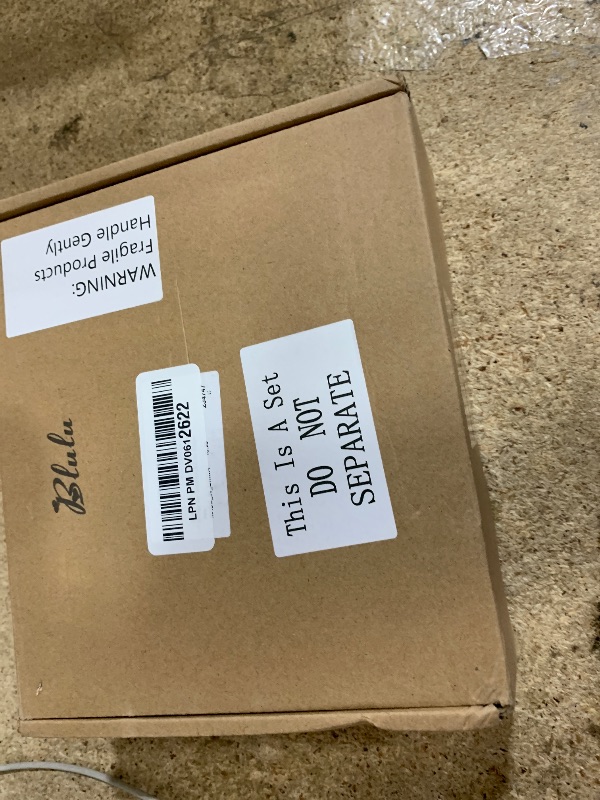 WARNING:
Fragile Products
Handle Gently
Blulu
LPN PM DV0612622
This Is A Set
DO NOT
SEPARATE